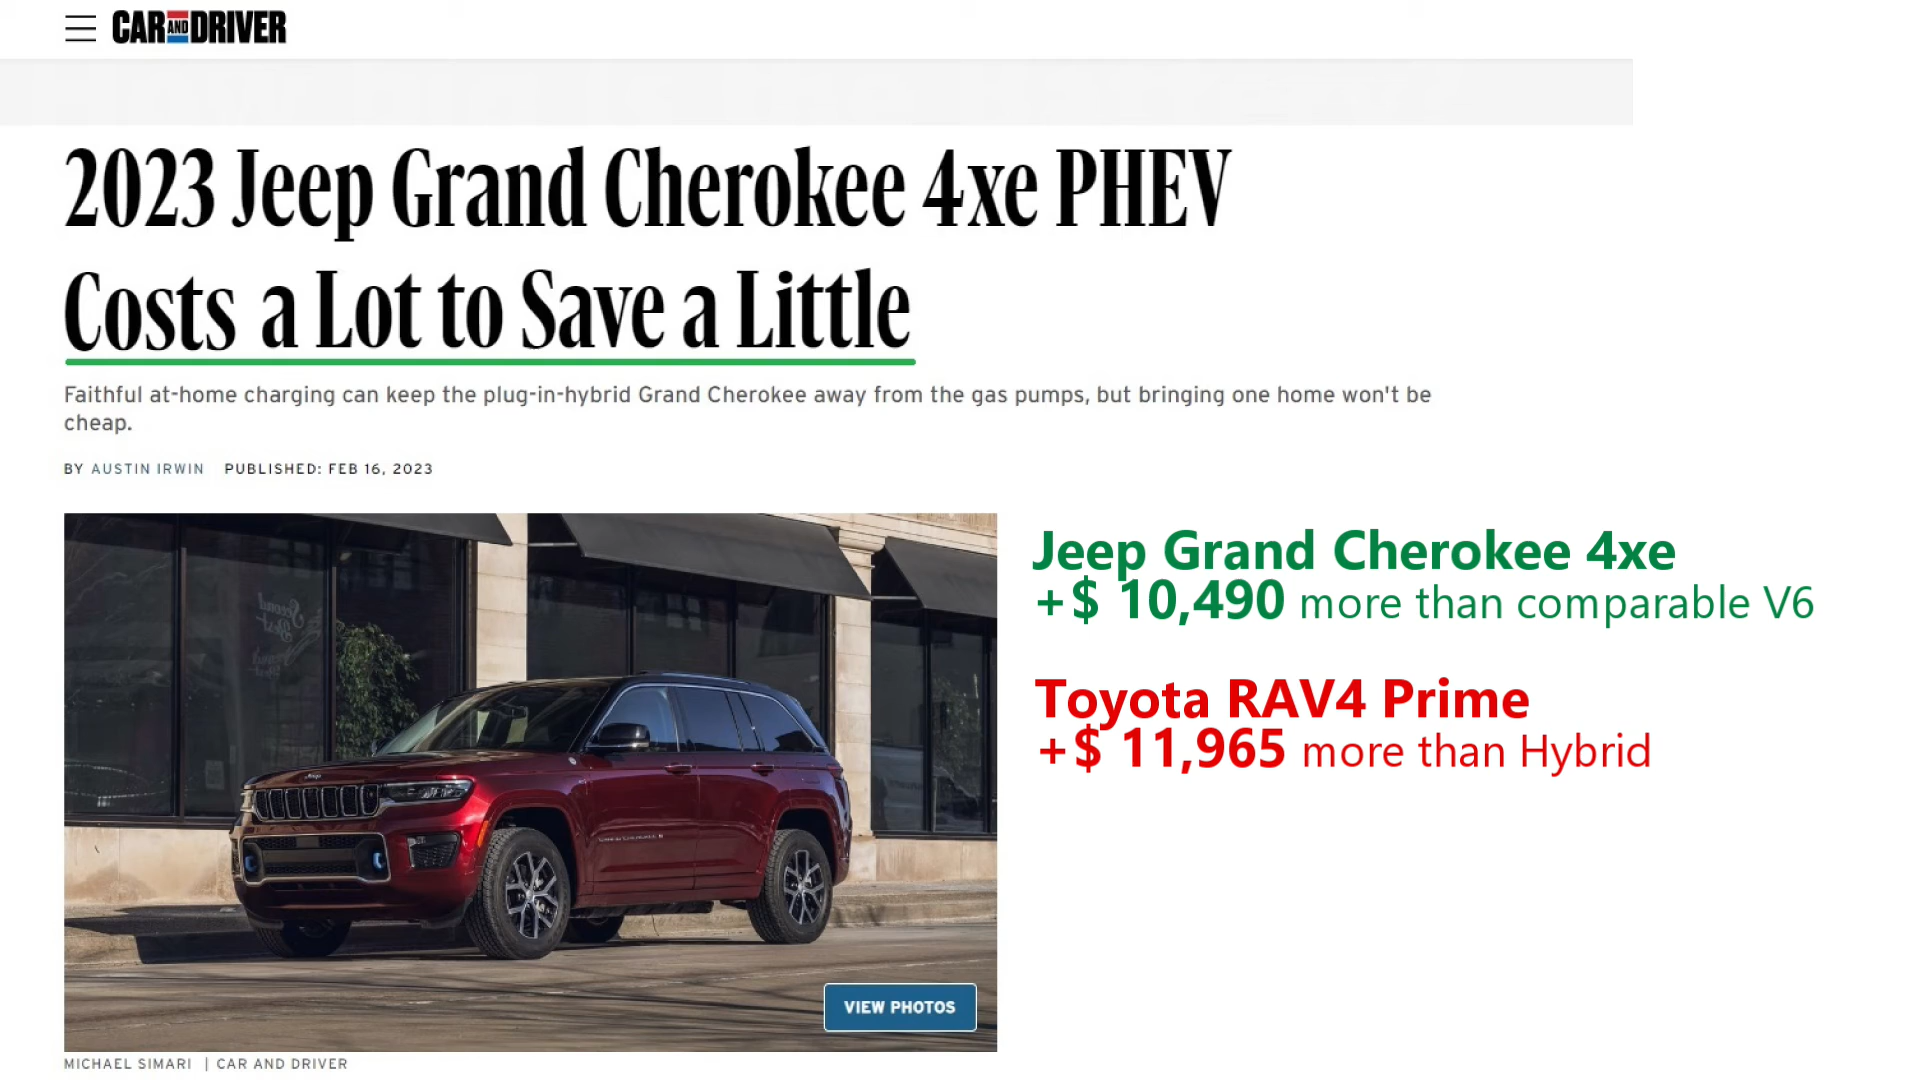 CAR AND DRIVER
2023 Jeep Grand Cherokee 4xe PHEV
Costs a Lot to Save a Little
Faithful at-home charging can keep the plug-in-hybrid Grand Cherokee away from the gas pumps, but bringing one home won't be
cheap.
BY AUSTIN IRWIN PUBLISHED: FEB 16, 2023
Jeep Grand Cherokee 4xe
+$ 10,490 more than comparable V6
Toyota RAV4 Prime
+$ 11,965 more than Hybrid
Jeep
VIEW PHOTOS
MICHAEL SIMARI | CAR AND DRIVER